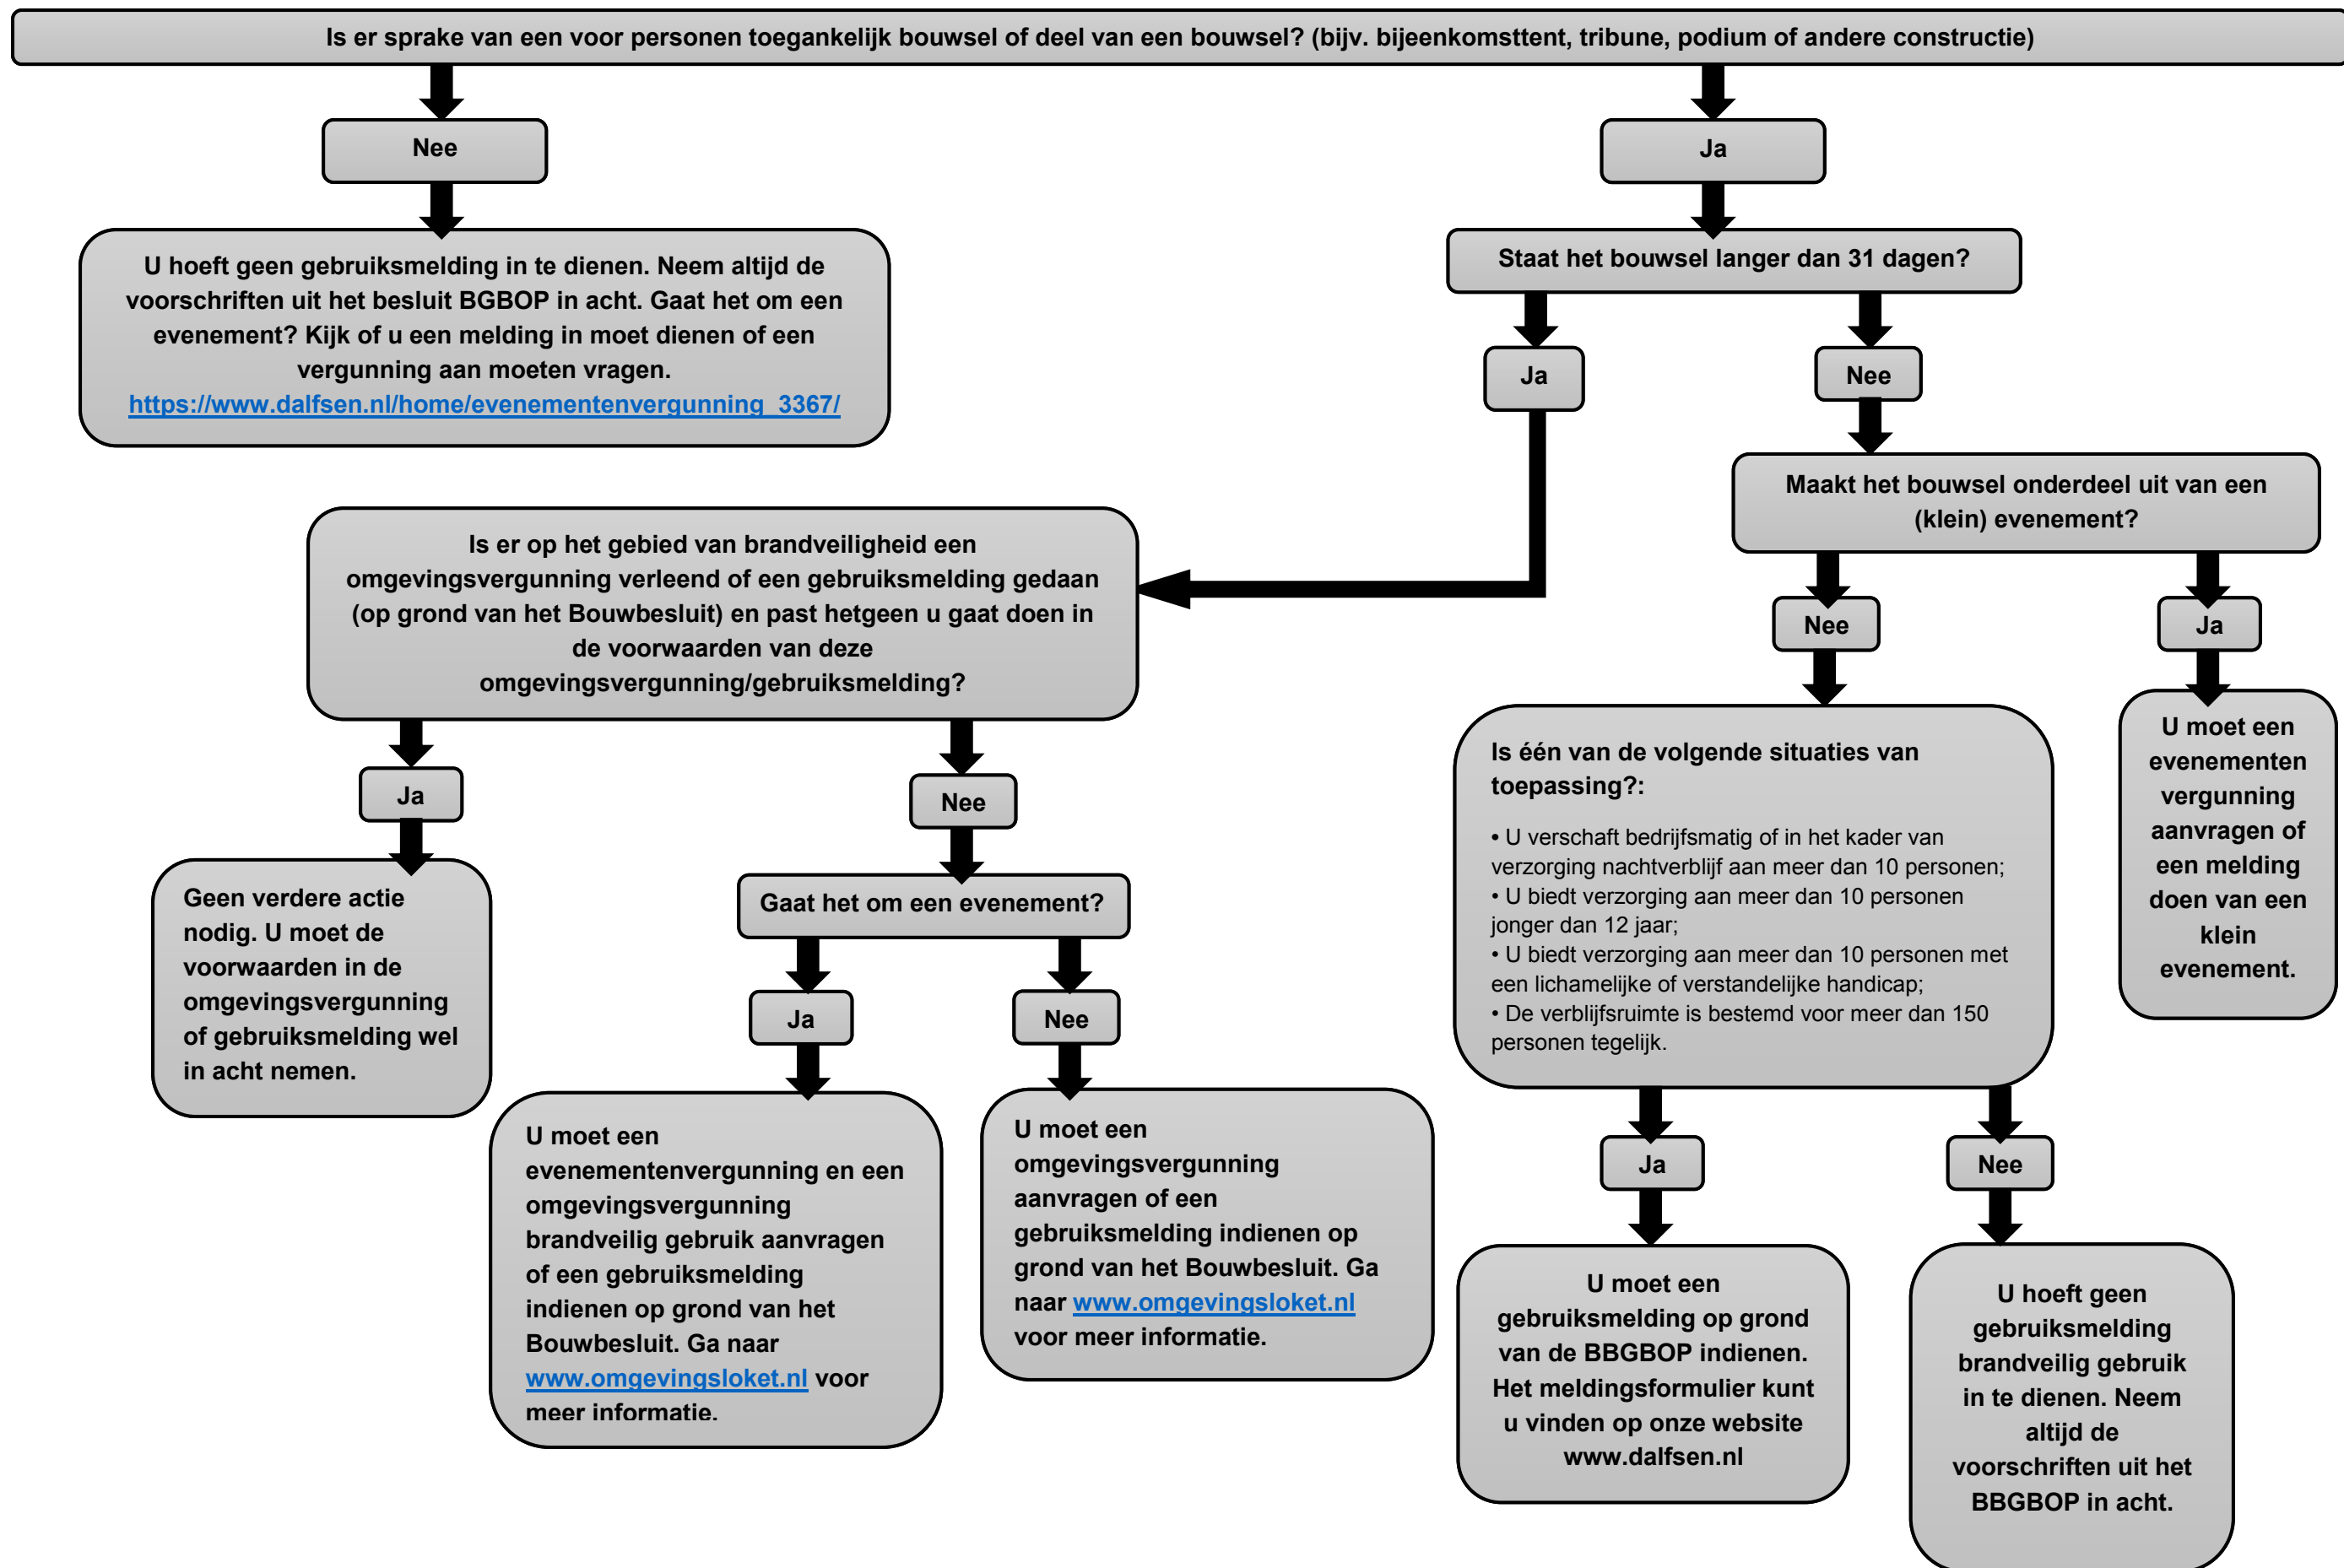 Is er sprake van een voor personen toegankelijk bouwsel of deel van een bouwsel? (bijv. bijeenkomsttent, tribune, podium of andere constructie)
Nee
Ja
U hoeft geen gebruiksmelding in te dienen. Neem altijd de
voorschriften uit het besluit BGBOP in acht. Gaat het om een
evenement? Kijk of u een melding in moet dienen of een
vergunning aan moeten vragen.
https://www.dalfsen.nl/home/evenementenvergunning_3367/
Staat het bouwsel langer dan 31 dagen?
Ja
Nee
Maakt het bouwsel onderdeel uit van een
(klein) evenement?
Is er op het gebied van brandveiligheid een
omgevingsvergunning verleend of een gebruiksmelding gedaan
(op grond van het Bouwbesluit) en past hetgeen u gaat doen in
de voorwaarden van deze
omgevingsvergunning/gebruiksmelding?
Nee
Ja
Ja
Nee
Is één van de volgende situaties van
toepassing?:
• U verschaft bedrijfsmatig of in het kader van
verzorging nachtverblijf aan meer dan 10 personen;
• U biedt verzorging aan meer dan 10 personen
jonger dan 12 jaar;
• U biedt verzorging aan meer dan 10 personen met
een lichamelijke of verstandelijke handicap;
• De verblijfsruimte is bestemd voor meer dan 150
personen tegelijk.
U moet een
evenementen
vergunning
aanvragen of
een melding
doen van een
klein
evenement.
Geen verdere actie
nodig. U moet de
voorwaarden in de
omgevingsvergunning
of gebruiksmelding wel
in acht nemen.
Gaat het om een evenement?
Ja
Nee
U moet een
evenementenvergunning en een
omgevingsvergunning
brandveilig gebruik aanvragen
of een gebruiksmelding
indienen op grond van het
Bouwbesluit. Ga naar
www.omgevingsloket.nl voor
meer informatie.
U moet een
omgevingsvergunning
aanvragen of een
gebruiksmelding indienen op
grond van het Bouwbesluit. Ga
naar www.omgevingsloket.nl
voor meer informatie.
Ja
Nee
U moet een
gebruiksmelding op grond
van de BBGBOP indienen.
Het meldingsformulier kunt
u vinden op onze website
www.dalfsen.nl
U hoeft geen
gebruiksmelding
brandveilig gebruik
in te dienen. Neem
altijd de
voorschriften uit het
BBGBOP in acht.